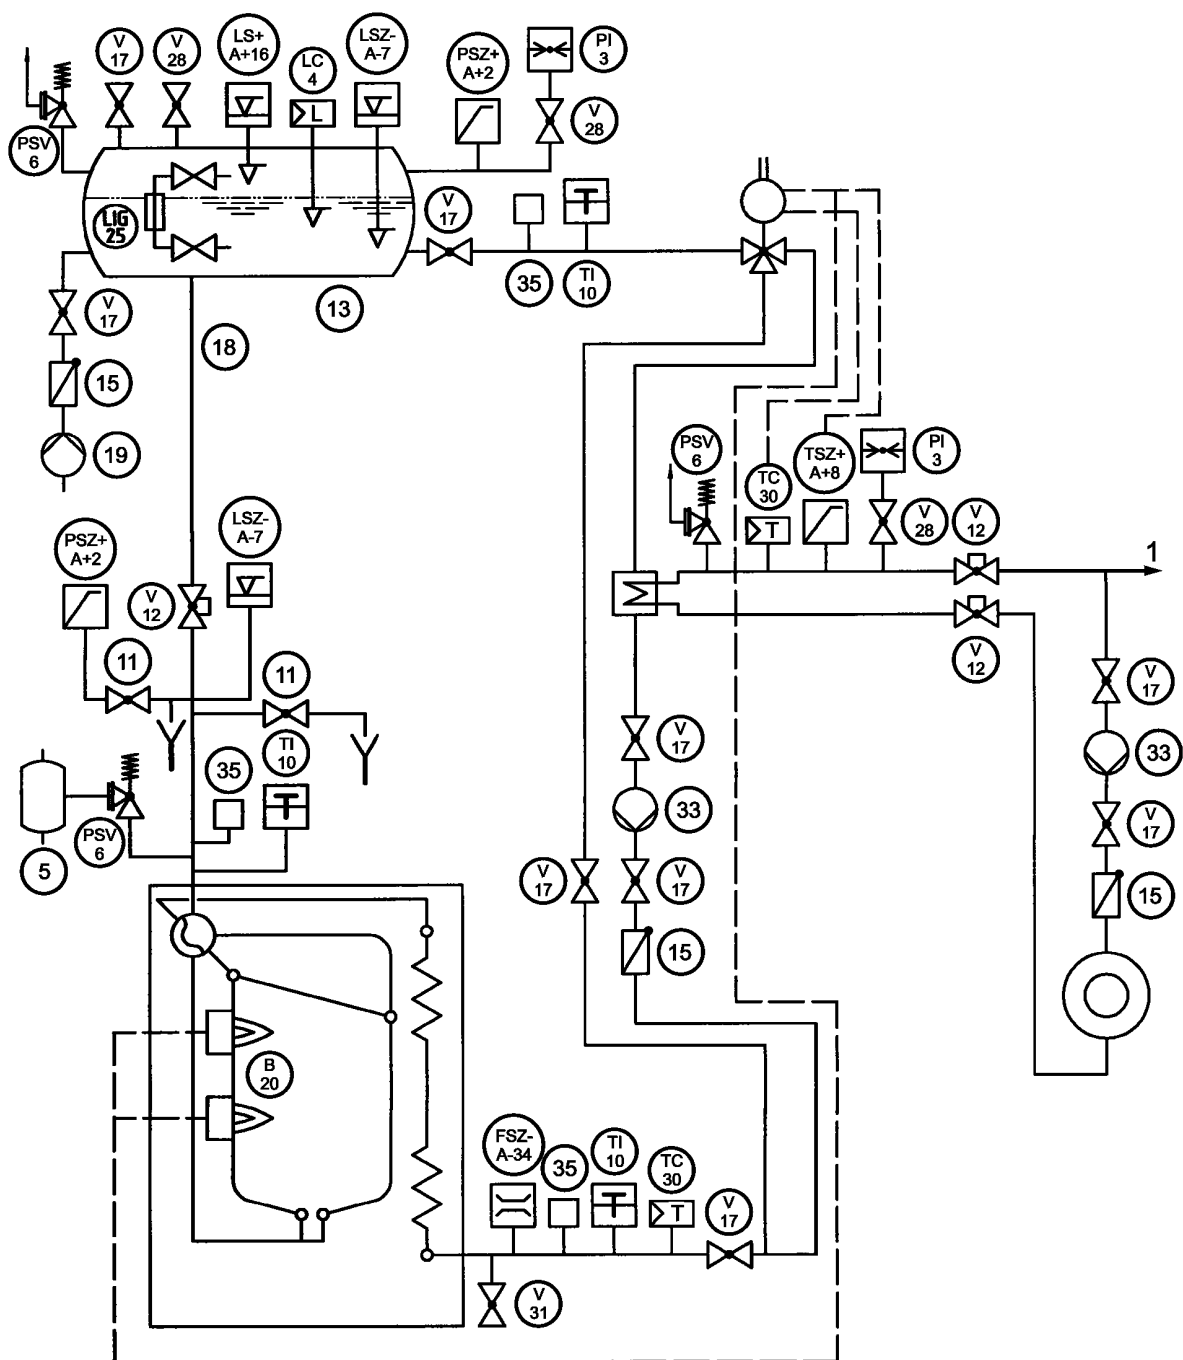 V
17
V
28
LS+
A+16
LC
4
LSZ-
A-7
PSZ+
A+2
PI
3
PSV
6
L
V
28
LIG
25
V
17
T
V
17
35
TI
10
13
18
15
19
PSV
6
TC
30
TSZ+
A+8
PI
3
T
V
28
V
12
PSZ+
A+2
LSZ-
A-7
1
V
12
V
12
11
11
V
17
V
17
35
TI
10
T
33
33
PSV
6
5
V
17
V
17
V
17
15
15
B
20
FSZ-
A-34
35
TI
10
TC
30
T
T
V
17
V
31